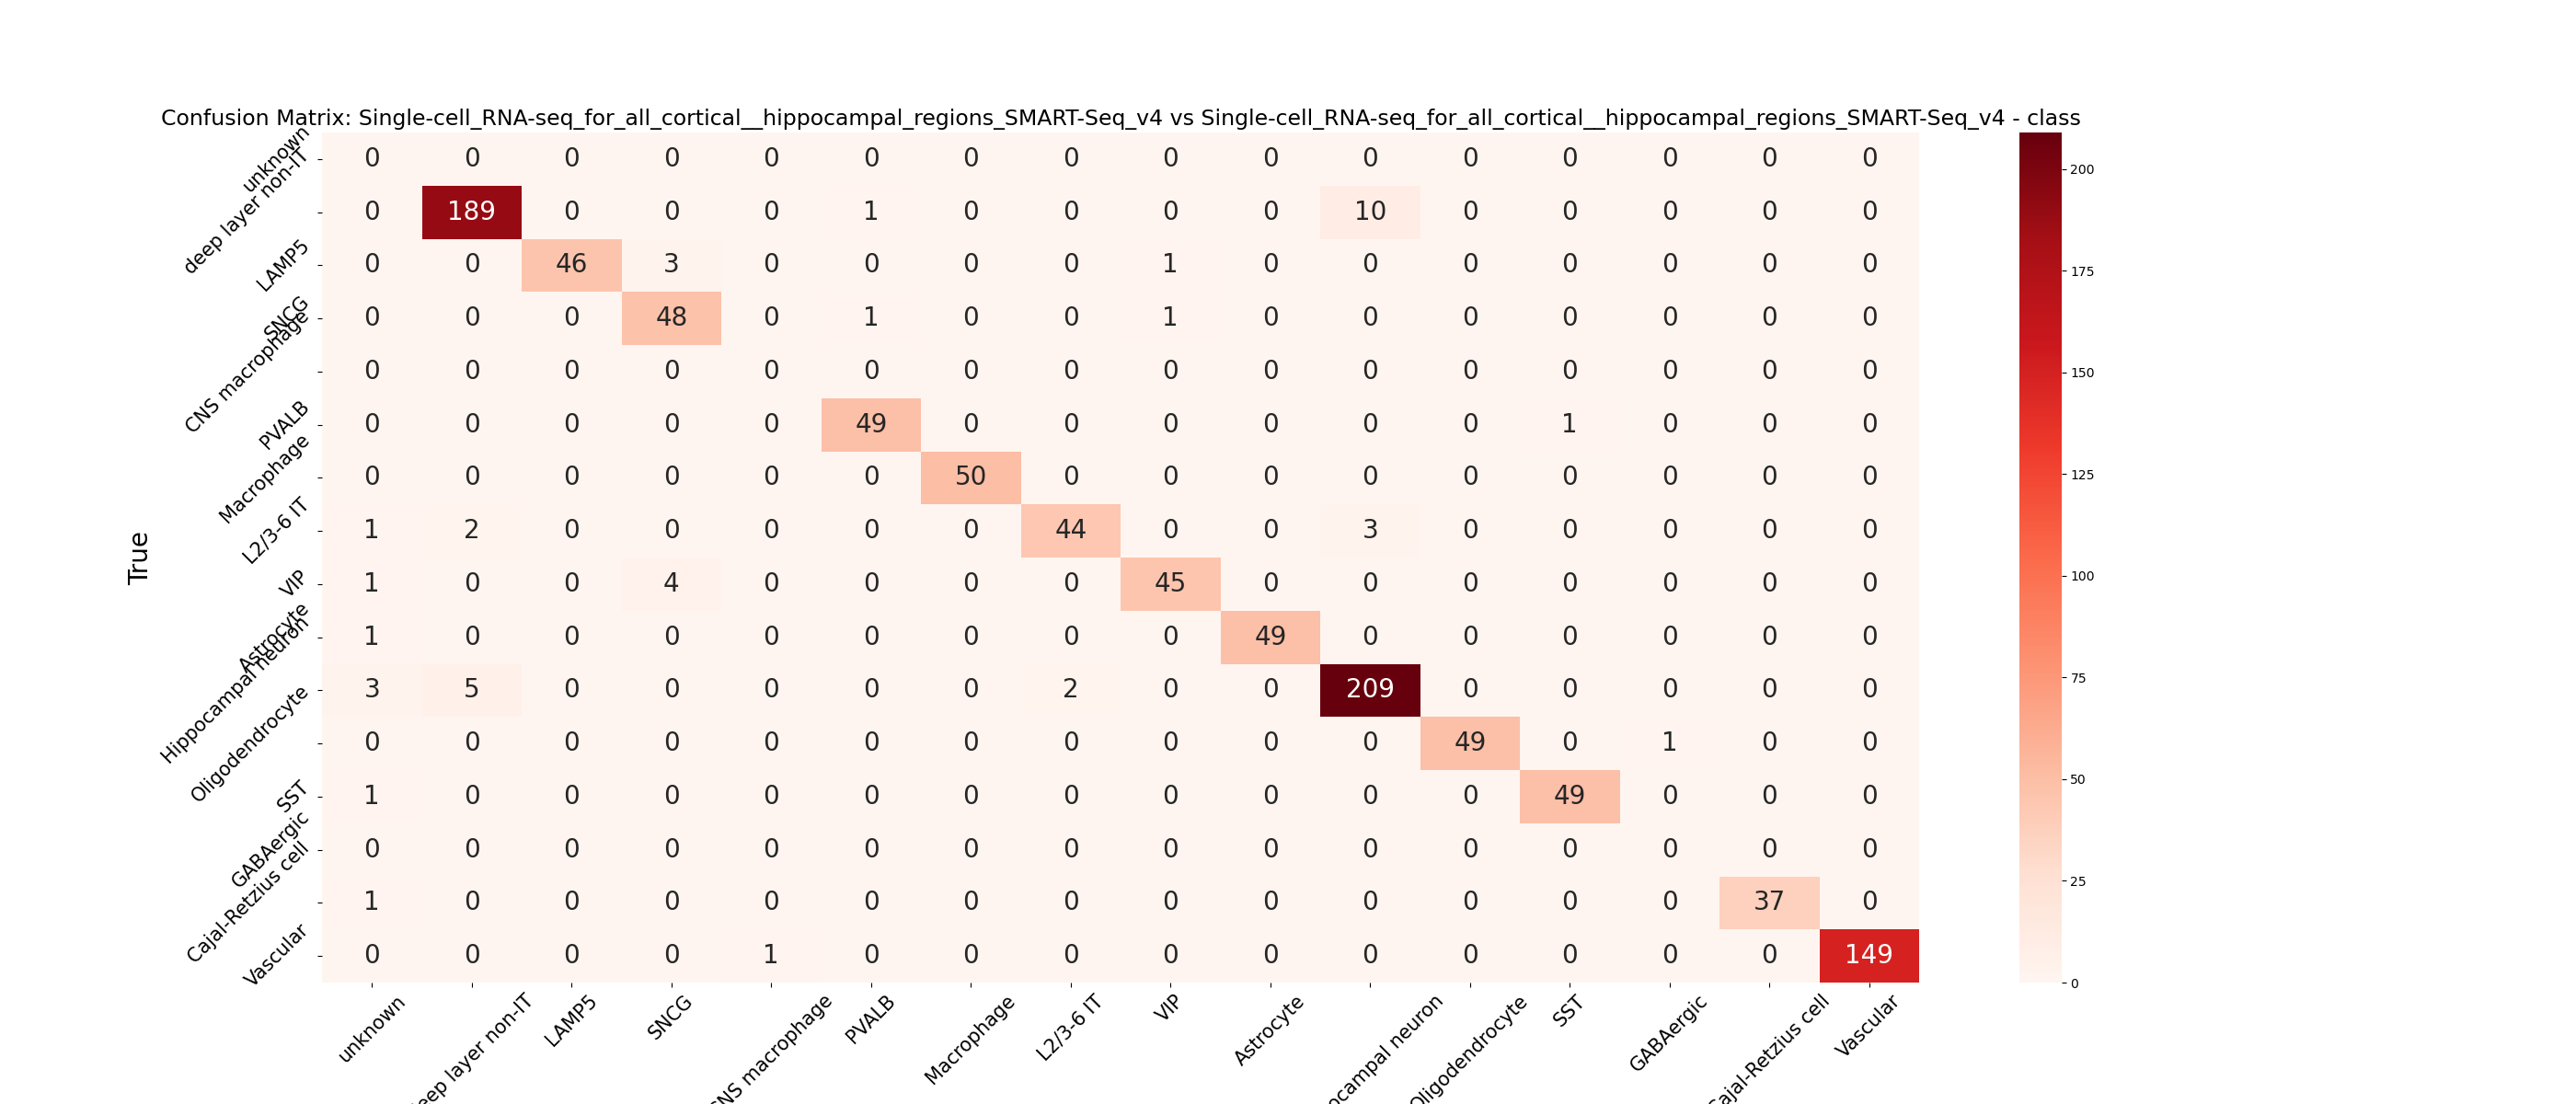 Confusion Matrix: Single-cell_RNA-seq_for_all_cortical__hippocampal_regions_SMART-Seq_v4 vs Single-cell_RNA-seq_for_all_cortical__hippocampal_regions_SMART-Seq_v4 - class
True
unknown 0 0 0 0 0 0 0 0 0 0 0 0 0 0 0 0
deep layer non-IT 0 189 0 0 0 1 0 0 0 0 10 0 0 0 0 0
LAMP5 0 0 46 3 0 0 0 0 1 0 0 0 0 0 0 0
SNCG 0 0 0 48 0 1 0 0 1 0 0 0 0 0 0 0
CNS macrophage 0 0 0 0 0 0 0 0 0 0 0 0 0 0 0 0
PVALB 0 0 0 0 0 49 0 0 0 0 0 0 1 0 0 0
Macrophage 0 0 0 0 0 0 50 0 0 0 0 0 0 0 0 0
L2/3-6 IT 1 2 0 0 0 0 0 44 0 0 3 0 0 0 0 0
VIP 1 0 0 4 0 0 0 0 45 0 0 0 0 0 0 0
Astrocyte 1 0 0 0 0 0 0 0 0 49 0 0 0 0 0 0
Hippocampal neuron 3 5 0 0 0 0 0 2 0 0 209 0 0 0 0 0
Oligodendrocyte 0 0 0 0 0 0 0 0 0 0 0 49 0 1 0 0
SST 1 0 0 0 0 0 0 0 0 0 0 0 49 0 0 0
GABAergic 0 0 0 0 0 0 0 0 0 0 0 0 0 0 0 0
Cajal-Retzius cell 1 0 0 0 0 0 0 0 0 0 0 0 0 0 37 0
Vascular 0 0 0 0 1 0 0 0 0 0 0 0 0 0 0 149
unknown
eep layer non-IT
LAMP5
SNCG
CNS macrophage
PVALB
Macrophage
L2/3-6 IT
VIP
Astrocyte
ocampal neuron
Oligodendrocyte
SST
GABAergic
Cajal-Retzius cell
Vascular
200
175
150
125
100
75
50
25
0